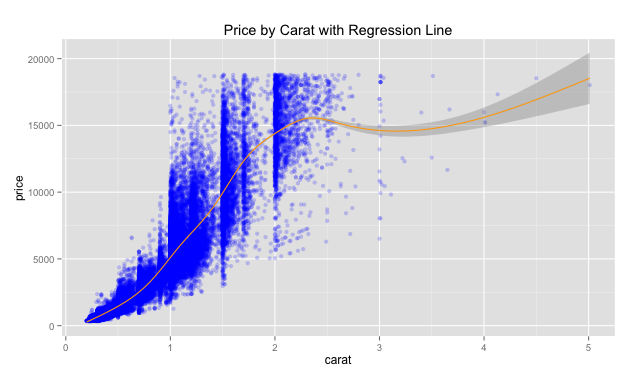 Price by Carat with Regression Line
20000
15000
10000
5000
0
price
0 1 2 3 4 5
carat